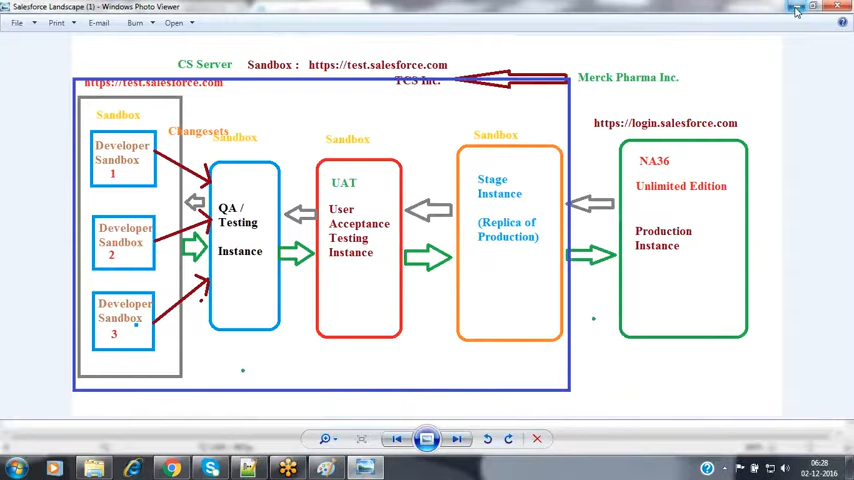 Salesforce Landscape (1) - Windows Photo Viewer
File Print E-mail Burn Open
CS Server Sandbox : https://test.salesforce.com
https://test.salesforce.com
TCS Inc.
Merck Pharma Inc.
https://login.salesforce.com
Sandbox
Changesets
Sandbox
Sandbox
Sandbox
Developer
Sandbox
1
Developer
Sandbox
2
Developer
Sandbox
3
QA /
Testing
Instance
UAT
User
Acceptance
Testing
Instance
Stage
Instance
(Replica of
Production)
NA36
Unlimited Edition
Production
Instance
06:28
02-12-2016